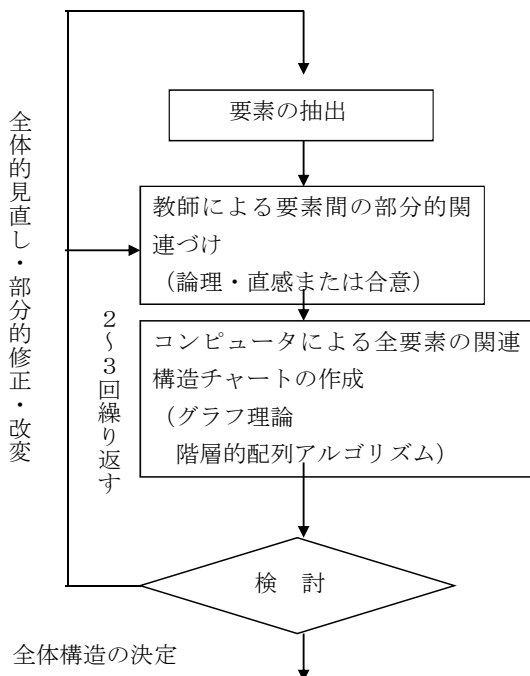 要素の抽出
教師による要素間の部分的関
連づけ
（論理・直感または合意）
コンピュータによる全要素の関連
構造チャートの作成
（グラフ理論
階層的配列アルゴリズム）
検　討
全体的見直し・部分的修正・改変
２～３回繰り返す
全体構造の決定